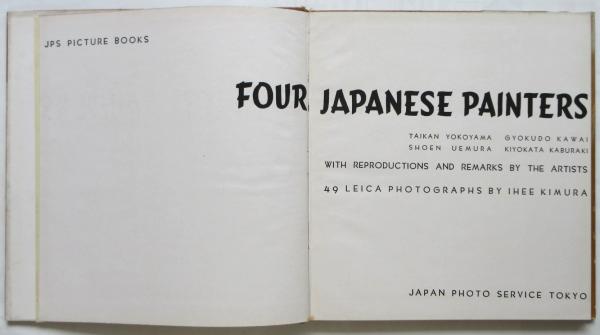 JPS PICTURE BOOKS
FOUR JAPANESE PAINTERS
TAIKAN YOKOYAMA GYOKUDO KAWAI
SHOEN UEMURA KIYOKATA KABURAKI
WITH REPRODUCTIONS AND REMARKS BY THE ARTISTS
49 LEICA PHOTOGRAPHS BY IHEE KIMURA
JAPAN PHOTO SERVICE TOKYO